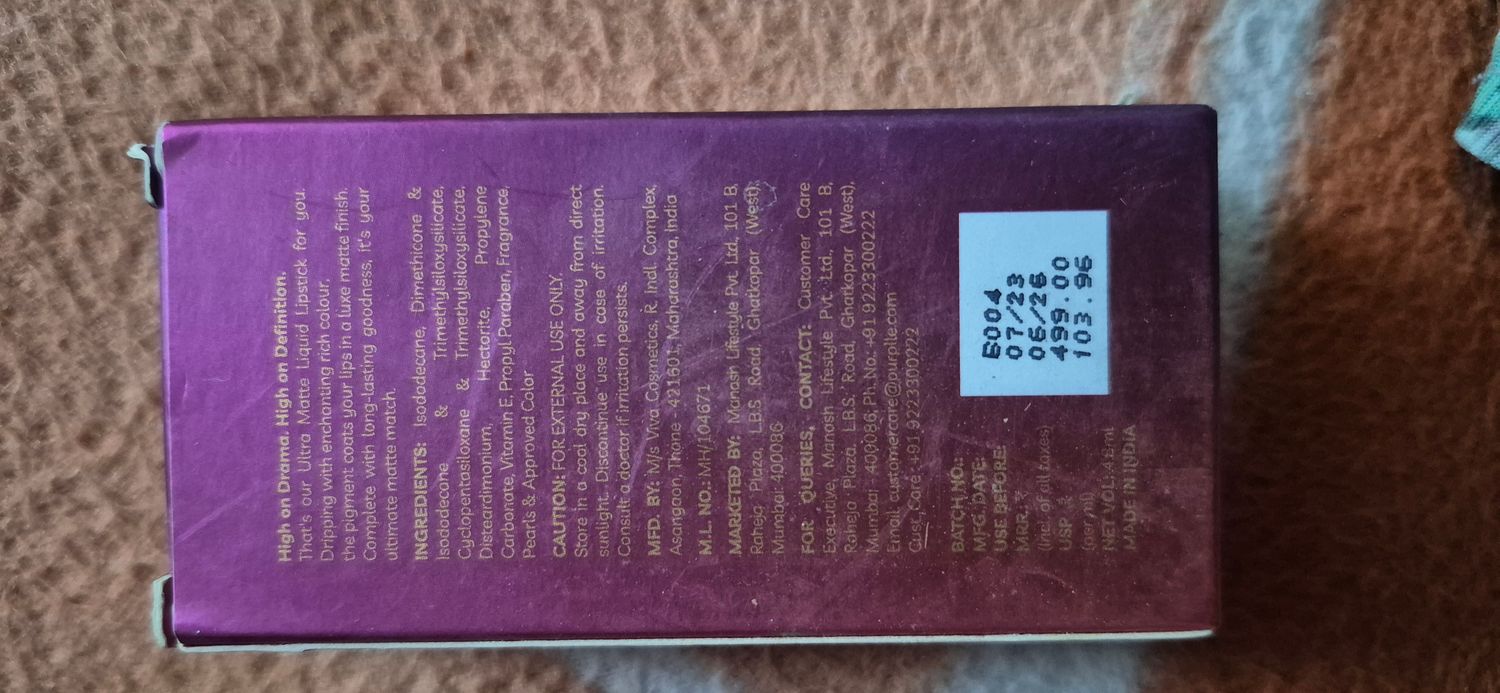 High on Drama. High on Definition.
That's our Ultra Matte Liquid Lipstick for you.
Dripping with enchanting rich colour,
the pigment coats your lips in a luxe matte finish.
Complete with long-lasting goodness, it's your
ultimate matte match.
INGREDIENTS: Isododecane, Dimethicone &
Isododecone & Trimethylsiloxysilicate,
Cyclopentasiloxane & Trimethylsiloxysilicate,
Disteardimonium, Hectorite, Propylene
Carbonate, Vitamin E, Propyl Paraben, Fragrance,
Pearls & Approved Color
CAUTION: FOR EXTERNAL USE ONLY.
Store in a cool dry place and away from direct
sunlight. Discontinue use in case of irritation.
Consult a doctor if irritation persists.
MFD. BY: M/s Viva Cosmetics, R. Indl. Complex,
Asangaon, Thane - 421601, Maharashtra, India
M.L. NO.: MH/104671
MARKETED BY: Manash Lifestyle Pvt. Ltd, 101 B,
Raheja Plaza, L.B.S. Road, Ghatkopar (West),
Mumbai 400086
FOR QUERIES, CONTACT: Customer Care
Executive, Manash Lifestyle Pvt. Ltd. 101 B,
Raheja Plaza, L.B.S. Road, Ghatkopar (West),
Mumbai 400086, Ph.No.: +91 9223300222
Email: customercare@purplle.com
Cust. Care: +91 9223300222
BATCH NO.: B004
MFG. DATE: 07/23
USE BEFORE: 06/26
MRP. 499.00
(Incl. of all taxes)
USP 103.96
(per ml)
NET VOL.: 4.8 ml
MADE IN INDIA